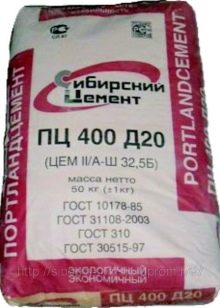 Сибирский
Цемент
ПОРТЛАНДЦЕМЕНТ
PORTLANDCEMENT
ПЦ 400 Д20
(ЦЕМ II/А-Ш 32,5Б)
масса нетто
50 кг (±1кг)
ГОСТ 10178-85
ГОСТ 31108-2003
ГОСТ 310
ГОСТ 30515-97
ЭКОЛОГИЧНЫЙ
ЭКОНОМИЧНЫЙ
ПЦ 400 Д20